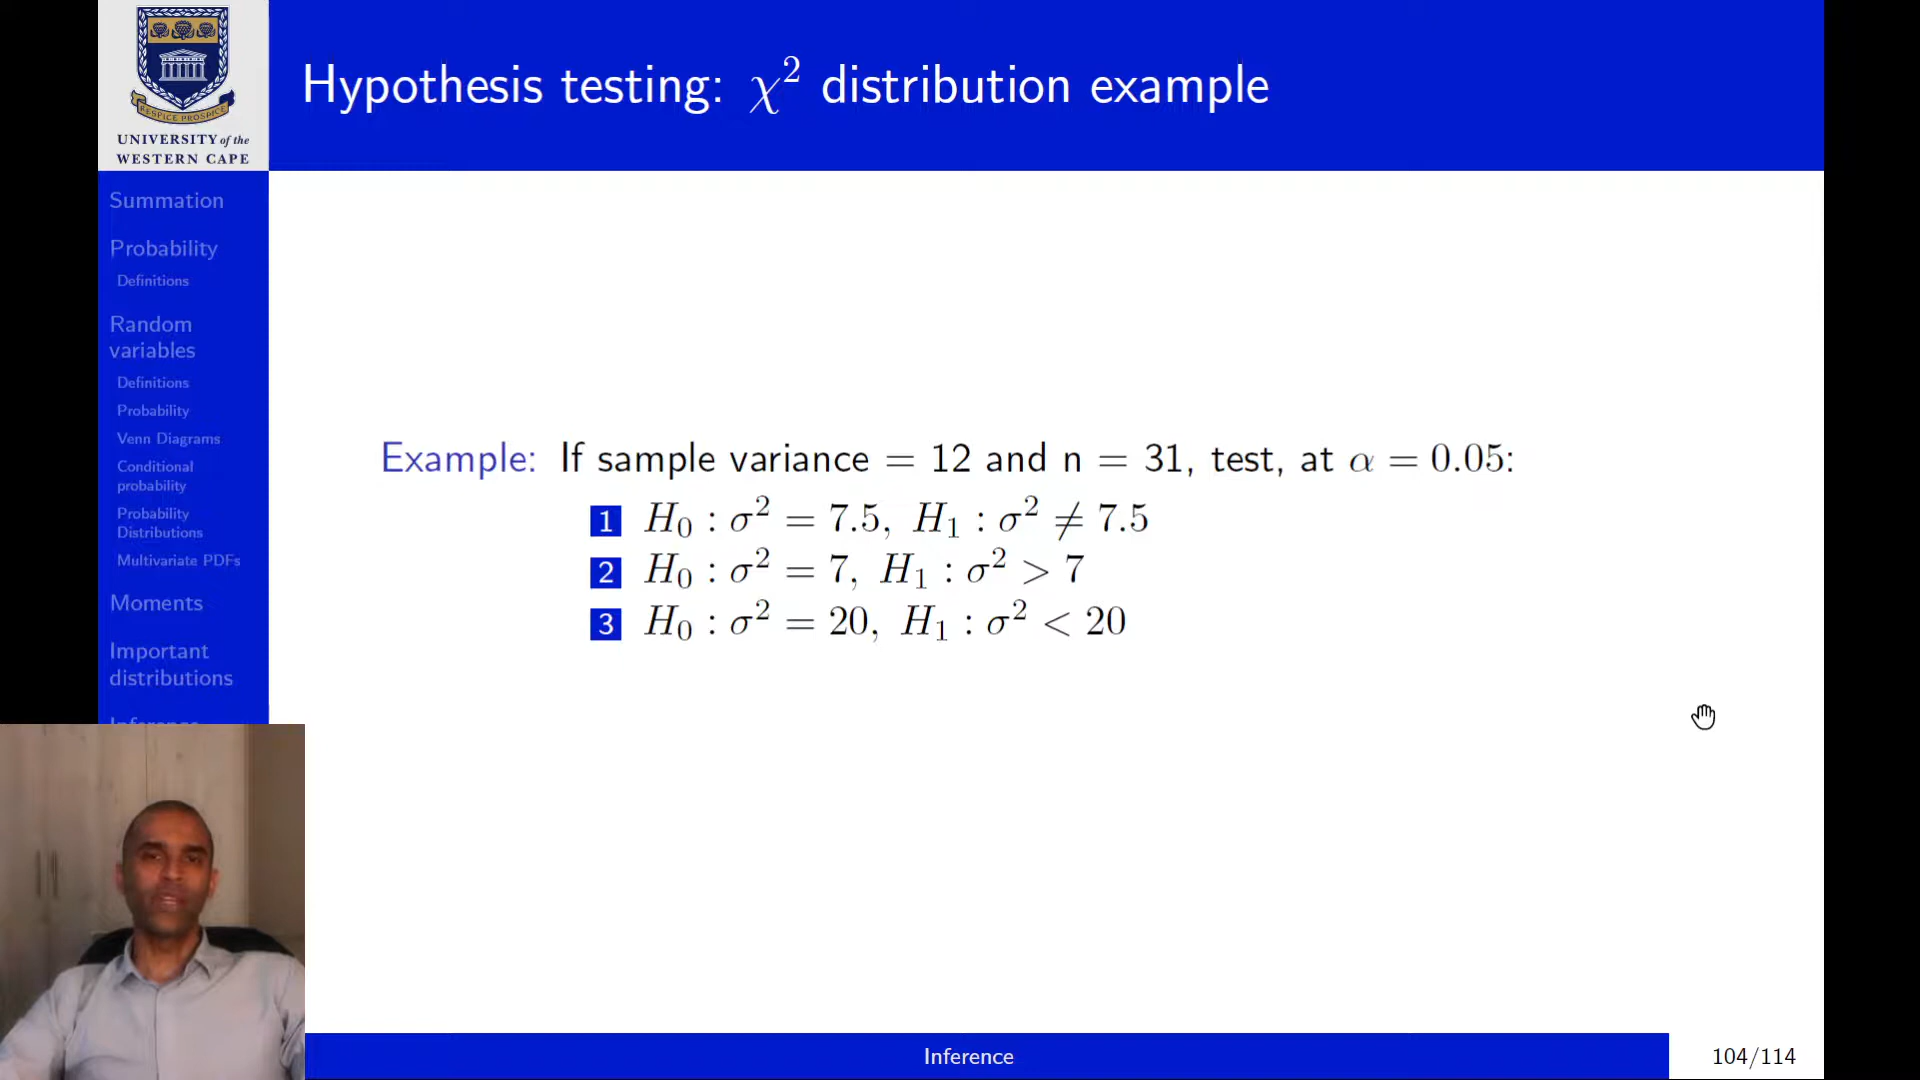 Hypothesis testing: χ² distribution example
RESPICE PROSPICE
UNIVERSITY of the
WESTERN CAPE
Summation
Probability
Definitions
Random
variables
Definitions
Probability
Venn Diagrams
Conditional
probability
Probability
Distributions
Multivariate PDFs
Moments
Important
distributions
Inference
Example: If sample variance = 12 and n = 31, test, at α = 0.05:
1 H₀ : σ² = 7.5, H₁ : σ² ≠ 7.5
2 H₀ : σ² = 7, H₁ : σ² > 7
3 H₀ : σ² = 20, H₁ : σ² < 20
Inference
104/114